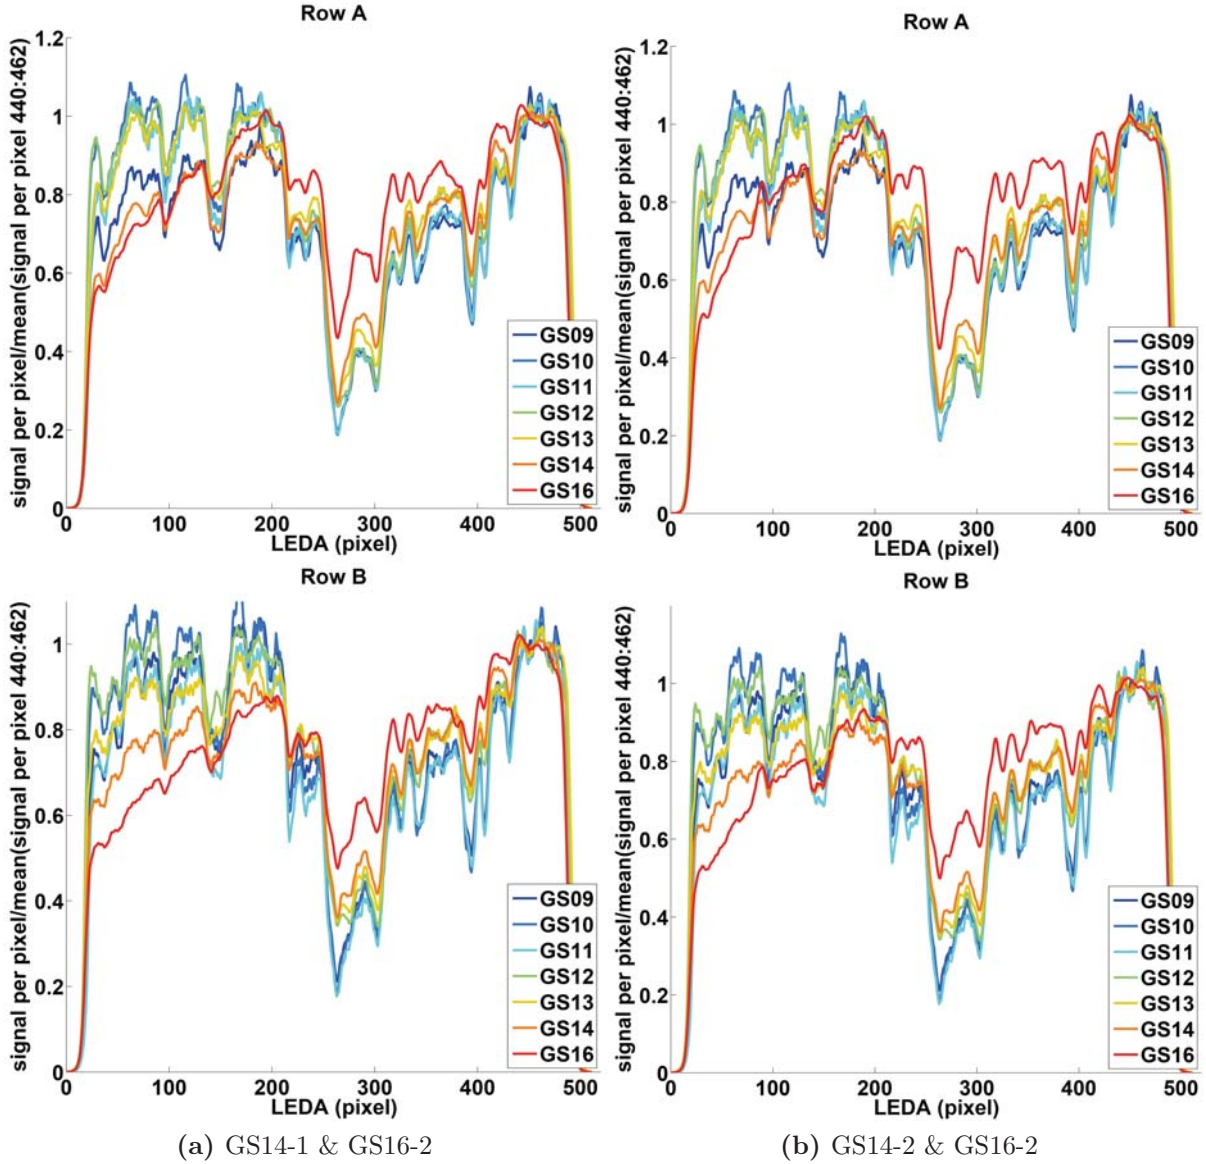 Row A
signal per pixel/mean(signal per pixel 440:462)
1.2
1
0.8
0.6
0.4
0.2
0
0 100 200 300 400 500
LEDA (pixel)
GS09
GS10
GS11
GS12
GS13
GS14
GS16
Row A
signal per pixel/mean(signal per pixel 440:462)
1.2
1
0.8
0.6
0.4
0.2
0
0 100 200 300 400 500
LEDA (pixel)
GS09
GS10
GS11
GS12
GS13
GS14
GS16
Row B
signal per pixel/mean(signal per pixel 440:462)
1
0.8
0.6
0.4
0.2
0
0 100 200 300 400 500
LEDA (pixel)
GS09
GS10
GS11
GS12
GS13
GS14
GS16
Row B
signal per pixel/mean(signal per pixel 440:462)
1
0.8
0.6
0.4
0.2
0
0 100 200 300 400 500
LEDA (pixel)
GS09
GS10
GS11
GS12
GS13
GS14
GS16
(a) GS14-1 & GS16-2
(b) GS14-2 & GS16-2